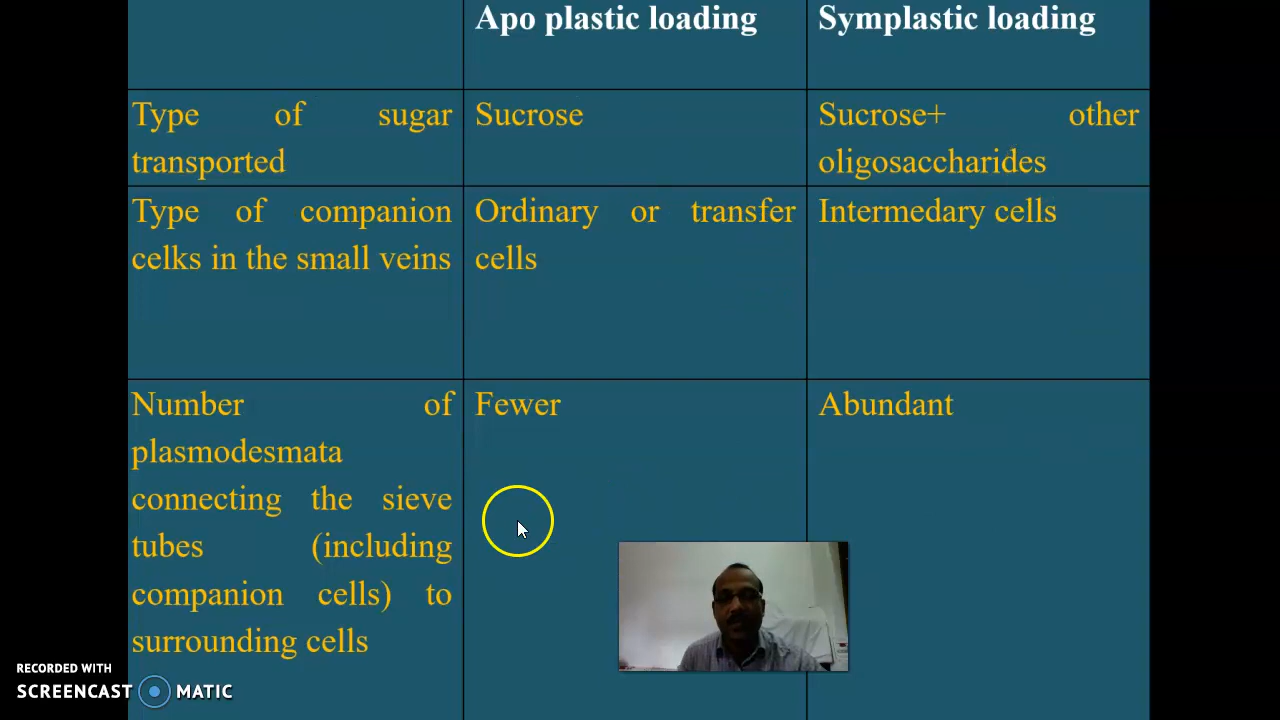 Apo plastic loading
Symplastic loading
Type of sugar
transported
Sucrose
Sucrose+ other
oligosaccharides
Type of companion
celks in the small veins
Ordinary or transfer
cells
Intermedary cells
Number of
plasmodesmata
connecting the sieve
tubes (including
companion cells) to
surrounding cells
Fewer
Abundant
RECORDED WITH
SCREENCAST MATIC